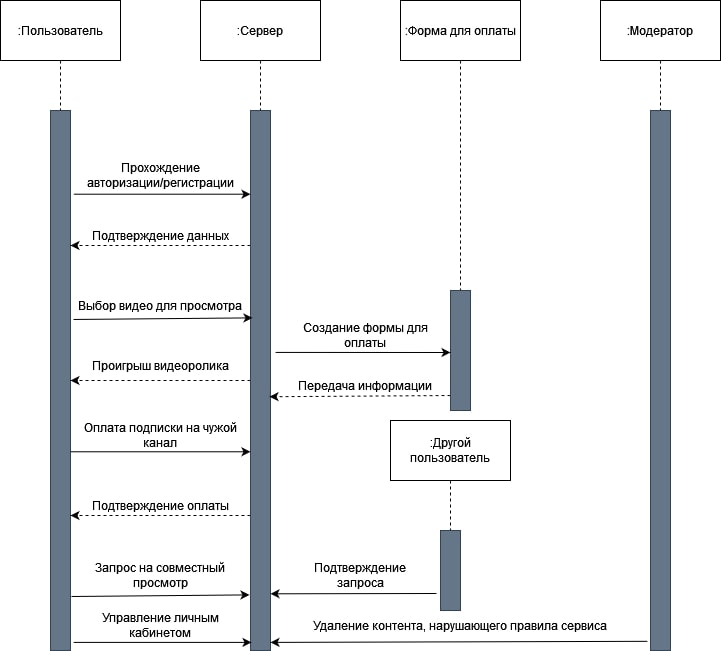 :Пользователь
:Сервер
:Форма для оплаты
:Модератор
Прохождение
авторизации/регистрации
Подтверждение данных
Выбор видео для просмотра
Создание формы для
оплаты
Проигрыш видеоролика
Передача информации
Оплата подписки на чужой
канал
:Другой
пользователь
Подтверждение оплаты
Запрос на совместный
просмотр
Подтверждение
запроса
Управление личным
кабинетом
Удаление контента, нарушающего правила сервиса